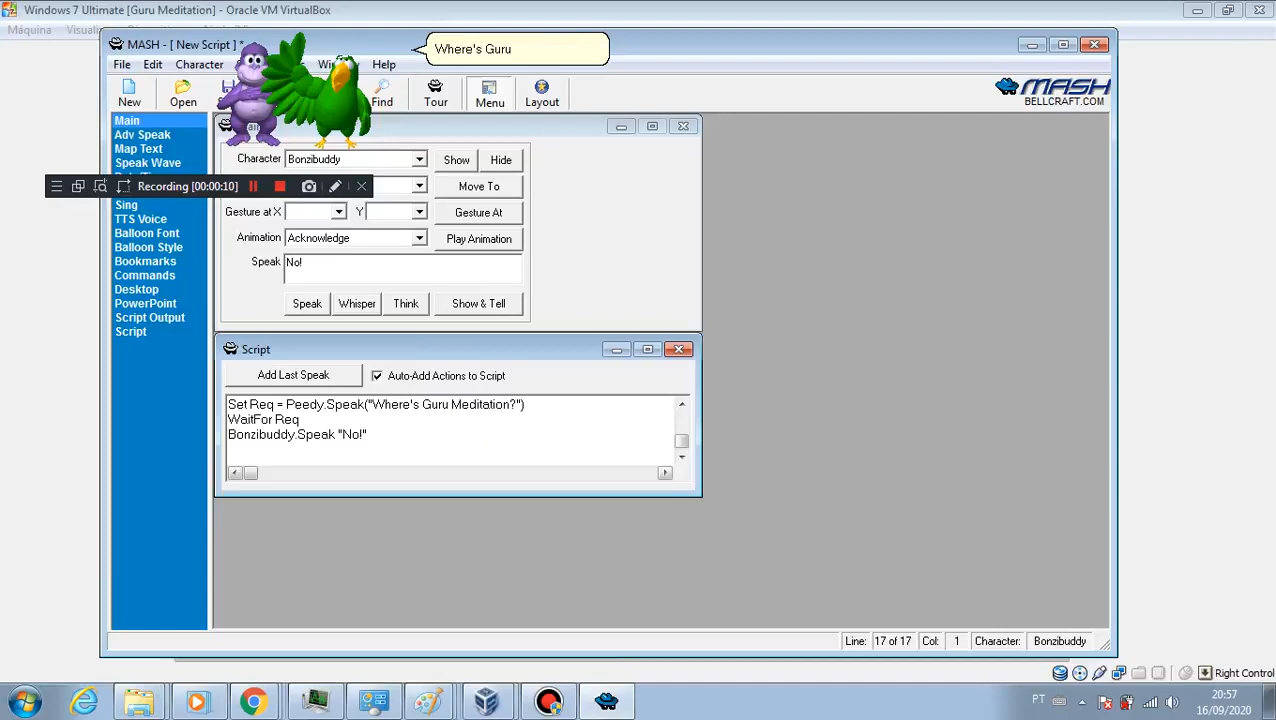 Windows 7 Ultimate [Guru Meditation] - Oracle VM VirtualBox
Máquina
MASH - [ New Script ] *
Where's Guru
File Edit Character Help
New Open Find Tour Menu Layout
MASH
BELLCRAFT.COM
Main
Adv Speak
Map Text
Speak Wave
Character Bonzibuddy Show Hide
Recording [00:00:10]
Move To
Sing
Gesture at X Y Gesture At
TTS Voice
Balloon Font
Animation Acknowledge Play Animation
Balloon Style
Bookmarks
Speak No!
Commands
Desktop
PowerPoint
Speak Whisper Think Show & Tell
Script Output
Script
Script
Add Last Speak Auto-Add Actions to Script
Set Req = Peedy.Speak("Where's Guru Meditation?")
WaitFor Req
Bonzibuddy.Speak "No!"
Line: 17 of 17 Col: 1 Character: Bonzibuddy
Right Control
PT
20:57
16/09/2020